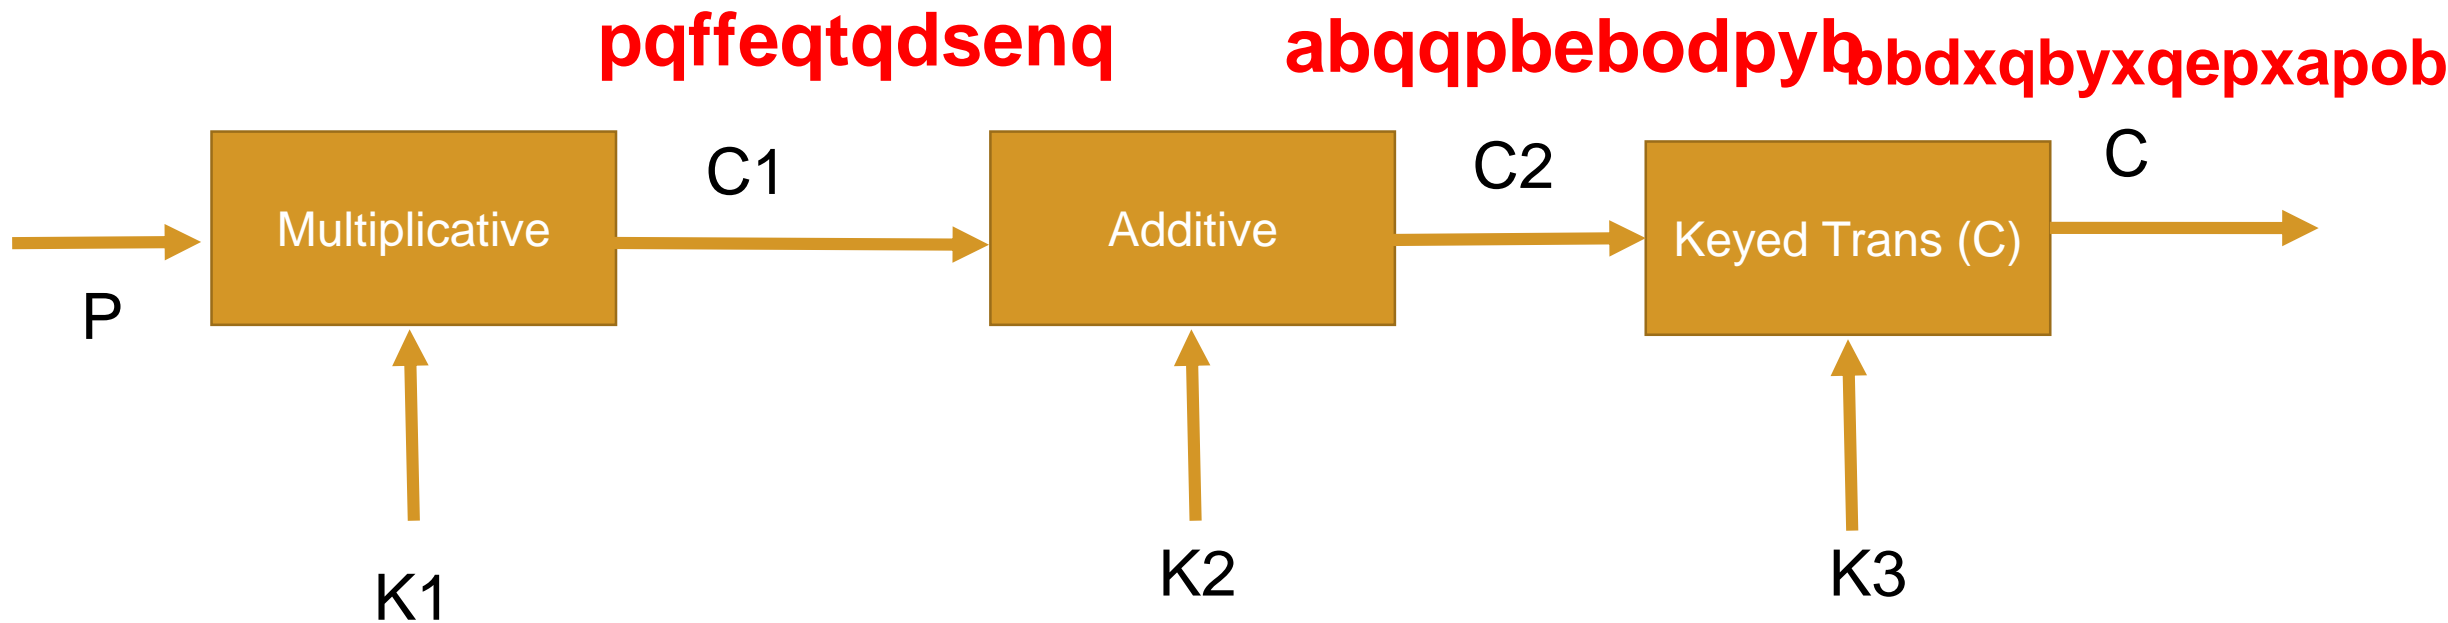 pqffeqtqdsenq
abqqpbebodpyb
bbdxqbyxqepxapob
C1
C2
C
Multiplicative
Additive
Keyed Trans (C)
P
K1
K2
K3